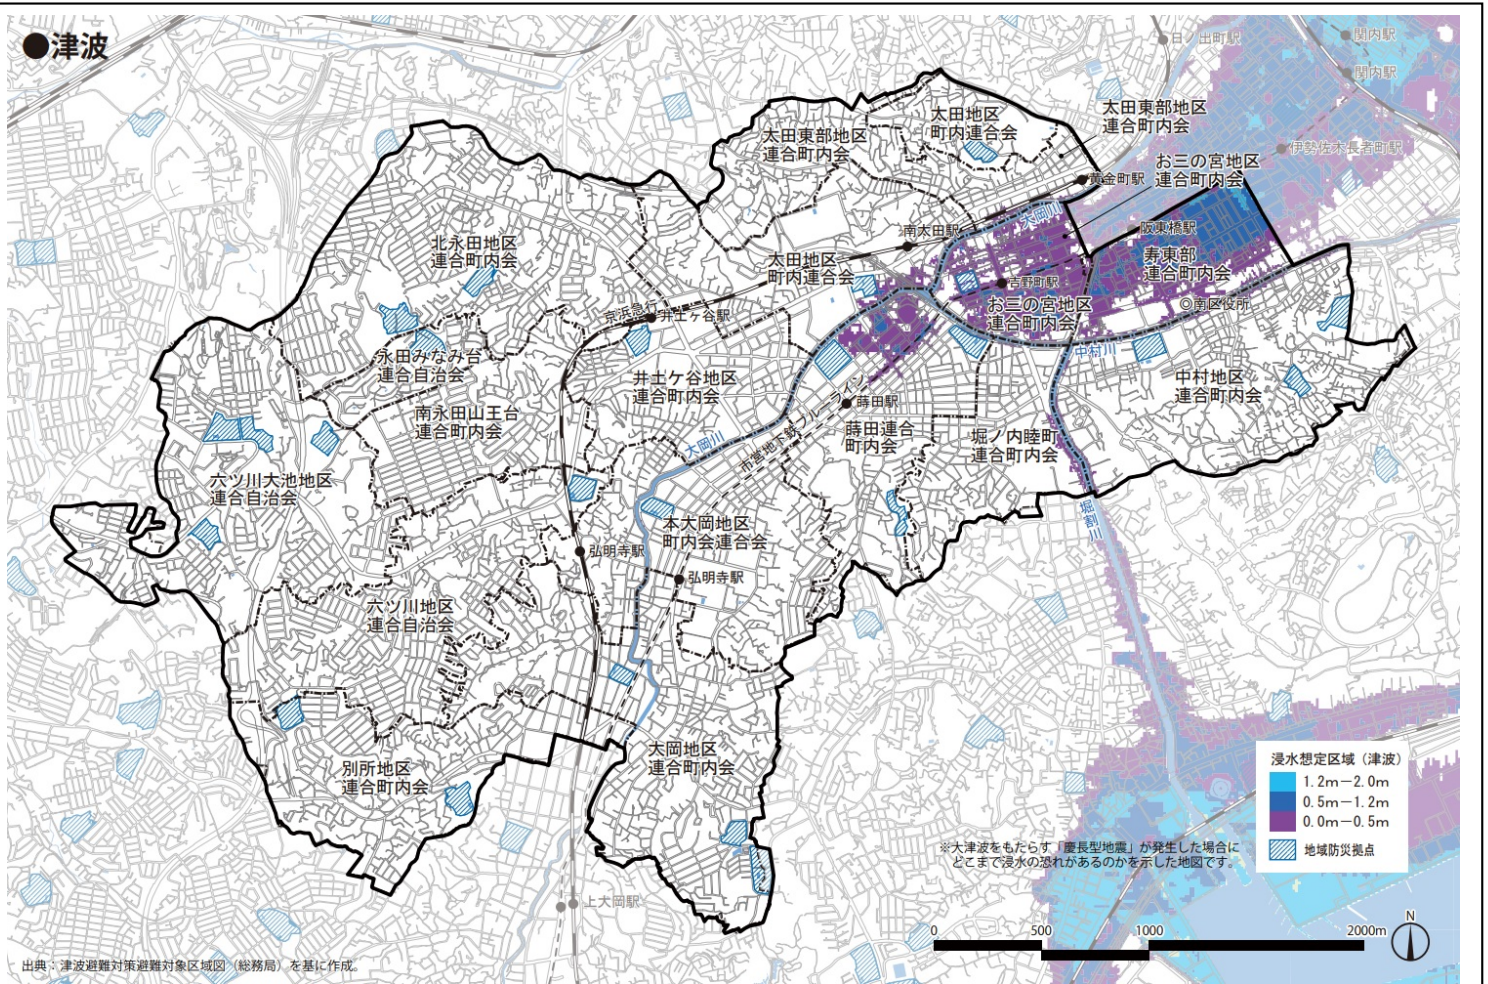 ●津波
日ノ出町駅
関内駅
関内駅
伊勢佐木長者町駅
太田東部地区
連合町内会
太田地区
町内連合会
太田東部地区
連合町内会
お三の宮地区
連合町内会
黄金町駅
大岡川
南太田駅
阪東橋駅
寿東部
連合町内会
北永田地区
連合町内会
太田地区
町内連合会
吉野町駅
お三の宮地区
連合町内会
◎南区役所
京浜急行
井土ヶ谷駅
中村川
永田みなみ台
連合自治会
井土ケ谷地区
連合町内会
中村地区
連合町内会
蒔田駅
南永田山王台
連合町内会
大岡川
市営地下鉄ブルーライン
蒔田連合
町内会
堀ノ内睦町
連合町内会
六ツ川大池地区
連合自治会
堀割川
本大岡地区
町内会連合会
弘明寺駅
弘明寺駅
六ツ川地区
連合自治会
大岡地区
連合町内会
別所地区
連合町内会
上大岡駅
浸水想定区域（津波）
1.2m－2.0m
0.5m－1.2m
0.0m－0.5m
地域防災拠点
※大津波をもたらす「慶長型地震」が発生した場合に
どこまで浸水の恐れがあるのかを示した地図です。
0 500 1000 2000m
N
出典：津波避難対策避難対象区域図（総務局）を基に作成。